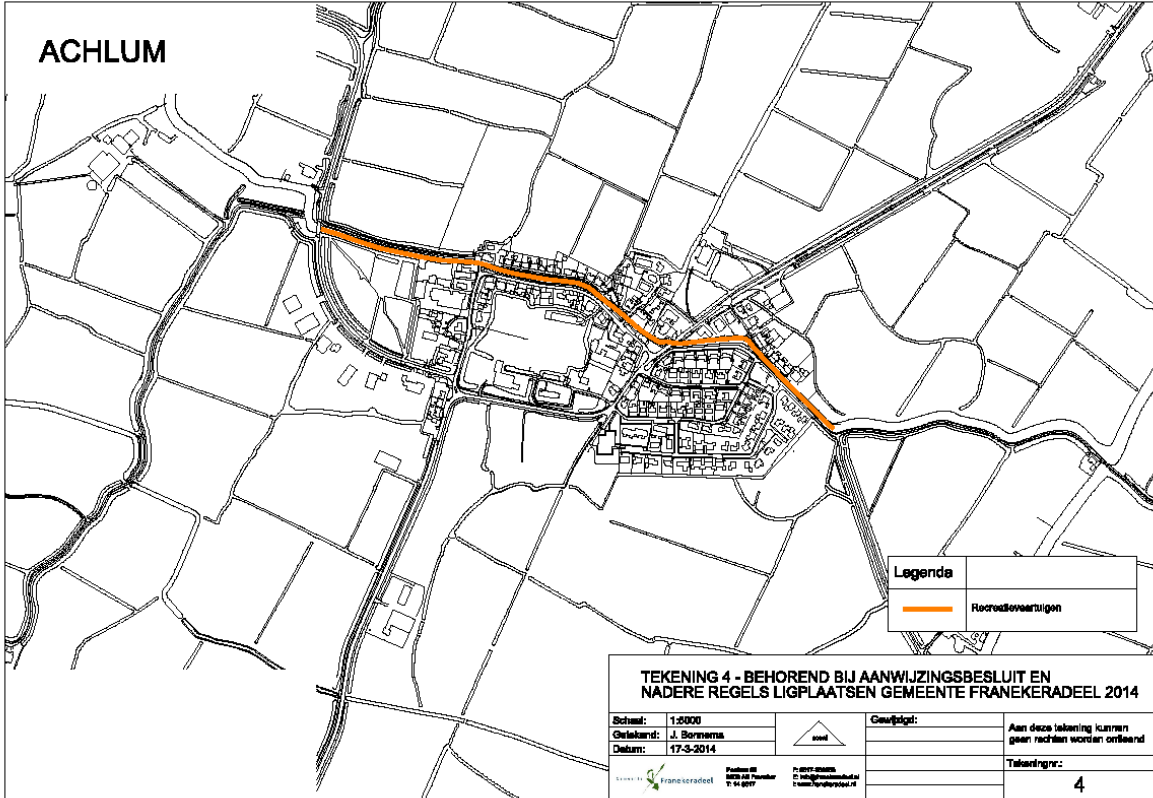 ACHLUM
Legenda
Recreatievaartuigen
TEKENING 4 - BEHOREND BIJ AANWIJZINGSBESLUIT EN
NADERE REGELS LIGPLAATSEN GEMEENTE FRANEKERADEEL 2014
Schaal: 1:5000
Getekend: J. Bonnema
Datum: 17-3-2014
noord
Gewijzigd:
Aan deze tekening kunnen
geen rechten worden ontleend
Tekeningnr.:
4
Franekeradeel